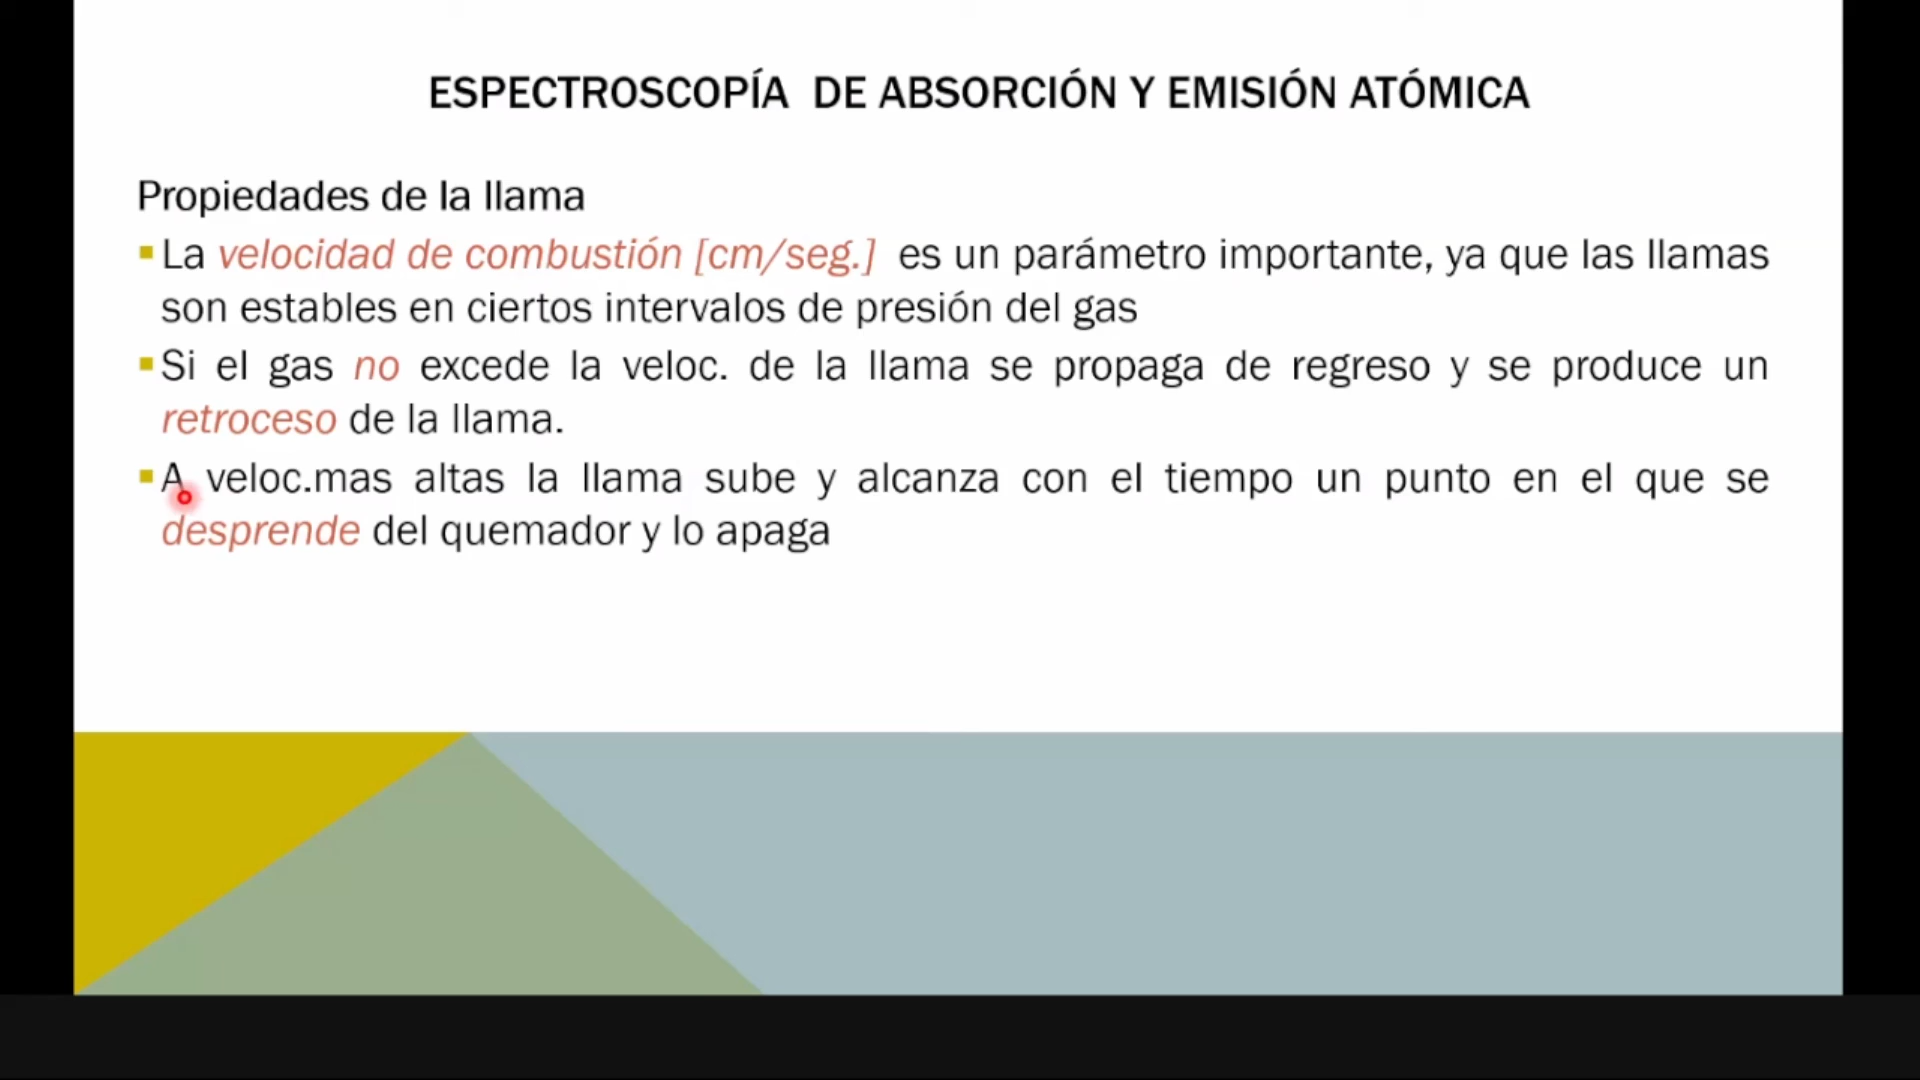 ESPECTROSCOPÍA DE ABSORCIÓN Y EMISIÓN ATÓMICA
Propiedades de la llama
La velocidad de combustión [cm/seg.] es un parámetro importante, ya que las llamas
son estables en ciertos intervalos de presión del gas
Si el gas no excede la veloc. de la llama se propaga de regreso y se produce un
retroceso de la llama.
A veloc.mas altas la llama sube y alcanza con el tiempo un punto en el que se
desprende del quemador y lo apaga